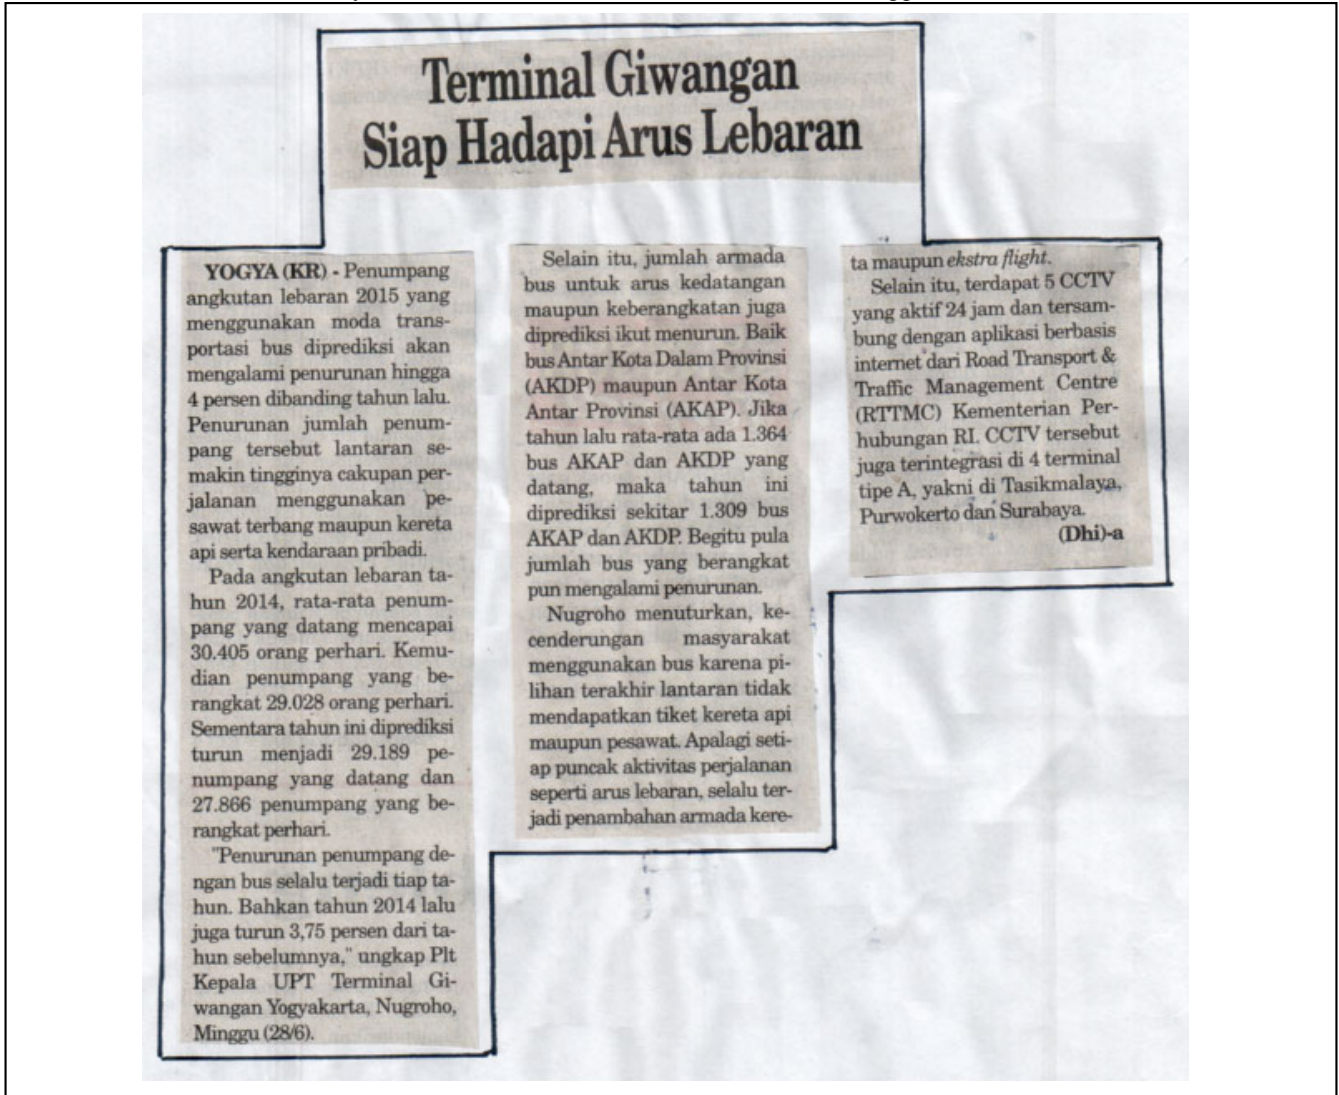 Terminal Giwangan
Siap Hadapi Arus Lebaran
YOGYA (KR) - Penumpang
angkutan lebaran 2015 yang
menggunakan moda trans-
portasi bus diprediksi akan
mengalami penurunan hingga
4 persen dibanding tahun lalu.
Penurunan jumlah penum-
pang tersebut lantaran se-
makin tingginya cakupan per-
jalanan menggunakan pe-
sawat terbang maupun kereta
api serta kendaraan pribadi.
Pada angkutan lebaran ta-
hun 2014, rata-rata penum-
pang yang datang mencapai
30.405 orang perhari. Kemu-
dian penumpang yang be-
rangkat 29.028 orang perhari.
Sementara tahun ini diprediksi
turun menjadi 29.189 pe-
numpang yang datang dan
27.866 penumpang yang be-
rangkat perhari.
"Penurunan penumpang de-
ngan bus selalu terjadi tiap ta-
hun. Bahkan tahun 2014 lalu
juga turun 3,75 persen dari ta-
hun sebelumnya," ungkap Plt
Kepala UPT Terminal Gi-
wangan Yogyakarta, Nugroho,
Minggu (28/6).
Selain itu, jumlah armada
bus untuk arus kedatangan
maupun keberangkatan juga
diprediksi ikut menurun. Baik
bus Antar Kota Dalam Provinsi
(AKDP) maupun Antar Kota
Antar Provinsi (AKAP). Jika
tahun lalu rata-rata ada 1.364
bus AKAP dan AKDP yang
datang, maka tahun ini
diprediksi sekitar 1.309 bus
AKAP dan AKDP. Begitu pula
jumlah bus yang berangkat
pun mengalami penurunan.
Nugroho menuturkan, ke-
cenderungan masyarakat
menggunakan bus karena pi-
lihan terakhir lantaran tidak
mendapatkan tiket kereta api
maupun pesawat. Apalagi seti-
ap puncak aktivitas perjalanan
seperti arus lebaran, selalu ter-
jadi penambahan armada kere-
ta maupun ekstra flight.
Selain itu, terdapat 5 CCTV
yang aktif 24 jam dan tersam-
bung dengan aplikasi berbasis
internet dari Road Transport &
Traffic Management Centre
(RTTMC) Kementerian Per-
hubungan RI. CCTV tersebut
juga terintegrasi di 4 terminal
tipe A, yakni di Tasikmalaya,
Purwokerto dan Surabaya.
(Dhi)-a